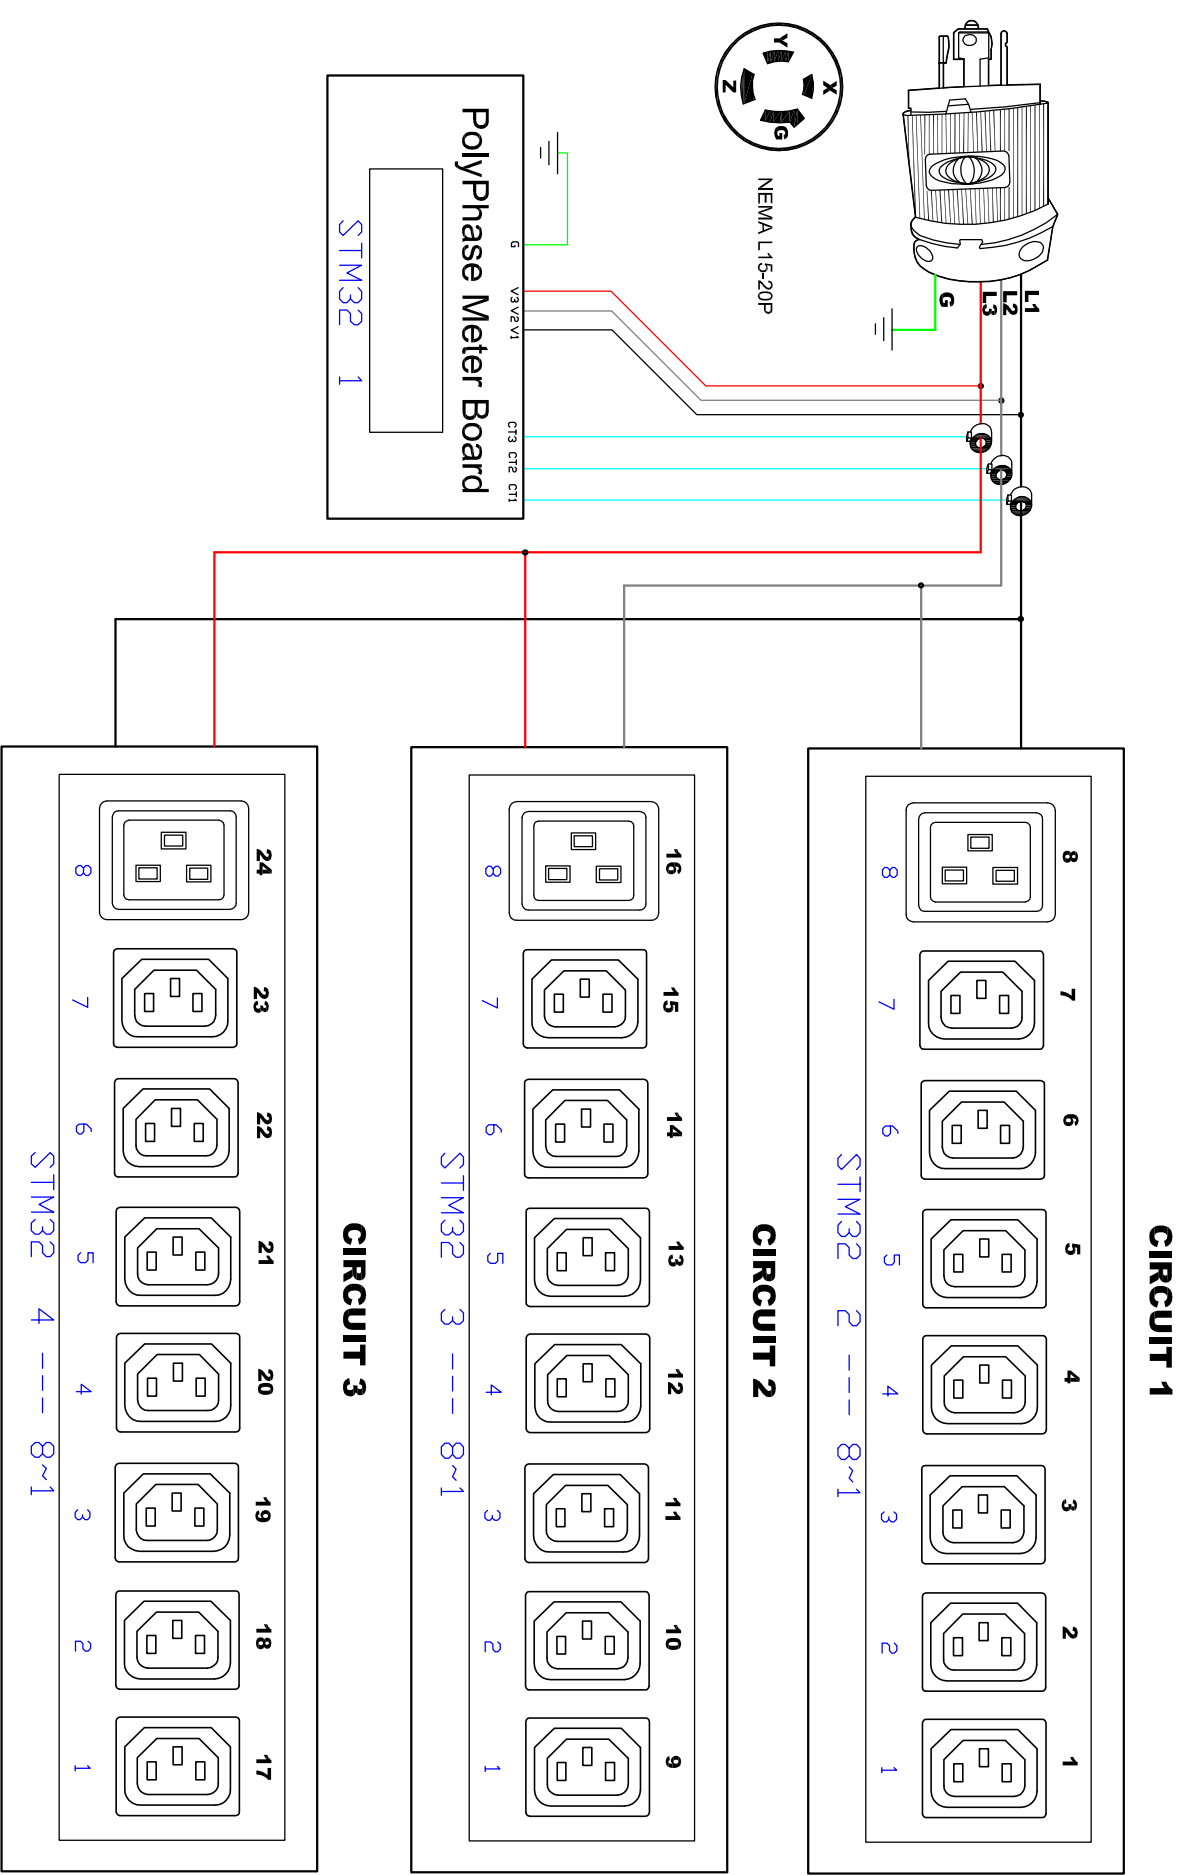 CIRCUIT 1
8 7 6 5 4 3 2 1
8 7 6 5 4 3 2 1
STM32 2 --- 8~1
CIRCUIT 2
16 15 14 13 12 11 10 9
8 7 6 5 4 3 2 1
STM32 3 --- 8~1
CIRCUIT 3
24 23 22 21 20 19 18 17
8 7 6 5 4 3 2 1
STM32 4 --- 8~1
L1
L2
L3
G
X
Y
G
Z
NEMA L15-20P
G V3 V2 V1 CT3 CT2 CT1
PolyPhase Meter Board
STM32 1